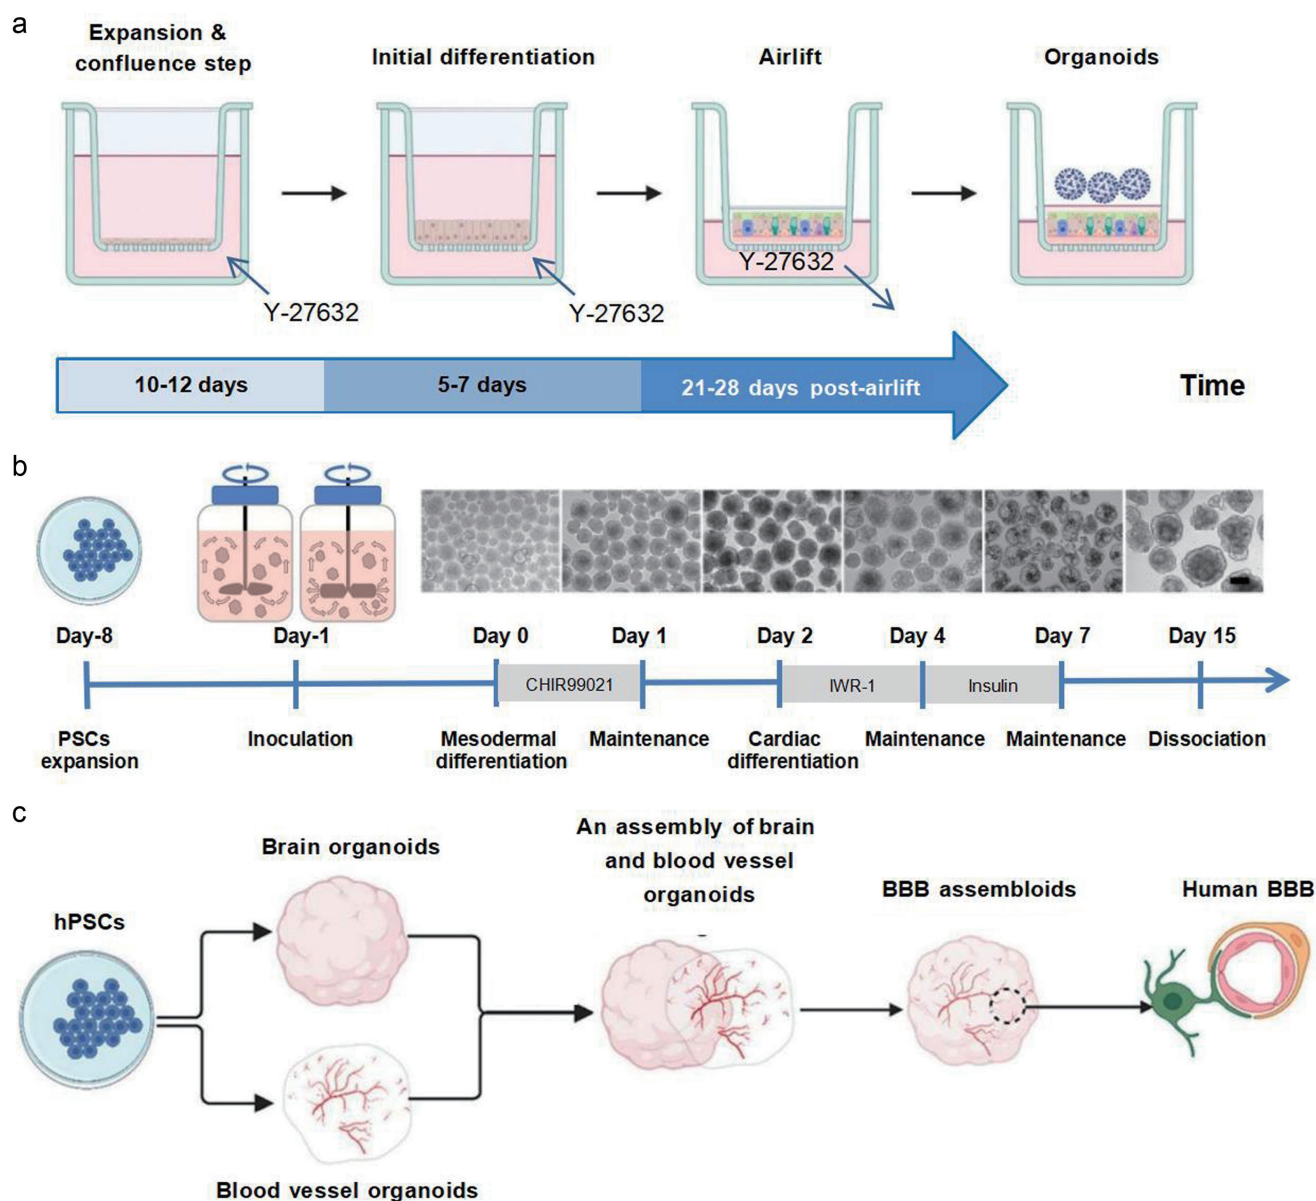 a
Expansion &
confluence step
Initial differentiation
Airlift
Organoids
Y-27632
Y-27632
Y-27632
10-12 days
5-7 days
21-28 days post-airlift
Time
b
Day-8
Day-1
Day 0
Day 1
Day 2
Day 4
Day 7
Day 15
CHIR99021
IWR-1
Insulin
PSCs
expansion
Inoculation
Mesodermal
differentiation
Maintenance
Cardiac
differentiation
Maintenance
Maintenance
Dissociation
c
hPSCs
Brain organoids
Blood vessel organoids
An assembly of brain
and blood vessel
organoids
BBB assembloids
Human BBB